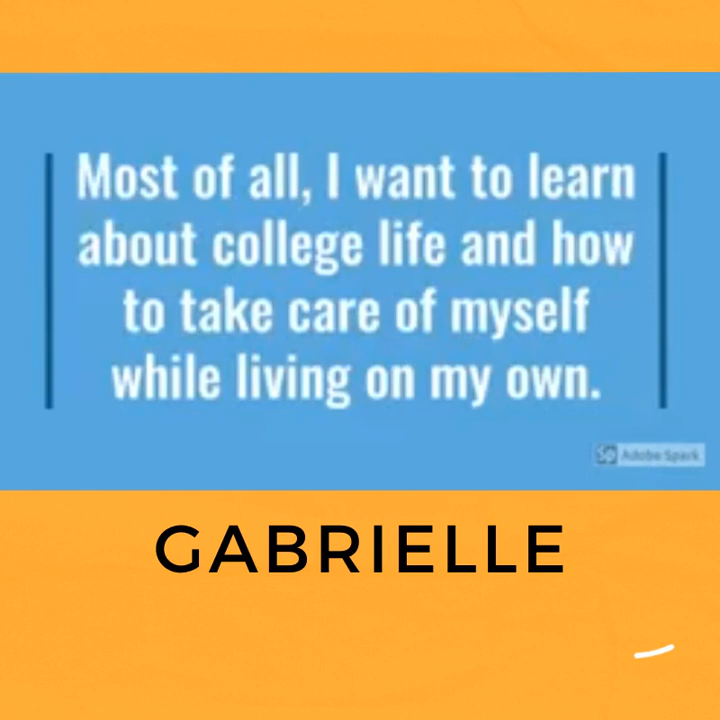 Most of all, I want to learn
about college life and how
to take care of myself
while living on my own.
Sp Adobe Spark
GABRIELLE